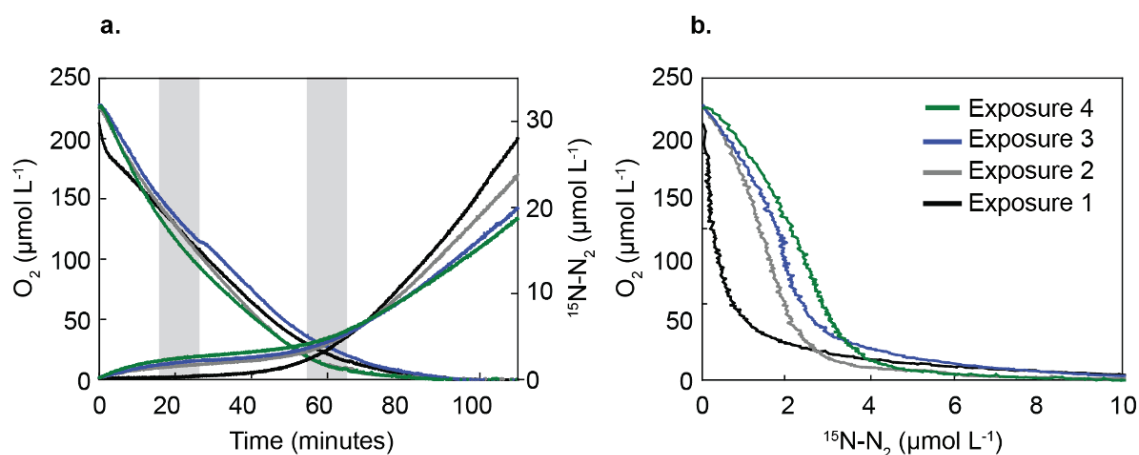 a.
b.
250
200
150
100
50
0
O₂ (µmol L⁻¹)
30
20
10
0
¹⁵N-N₂ (µmol L⁻¹)
0
20
40
60
80
100
Time (minutes)
250
200
150
100
50
0
O₂ (µmol L⁻¹)
Exposure 4
Exposure 3
Exposure 2
Exposure 1
0
2
4
6
8
10
¹⁵N-N₂ (µmol L⁻¹)